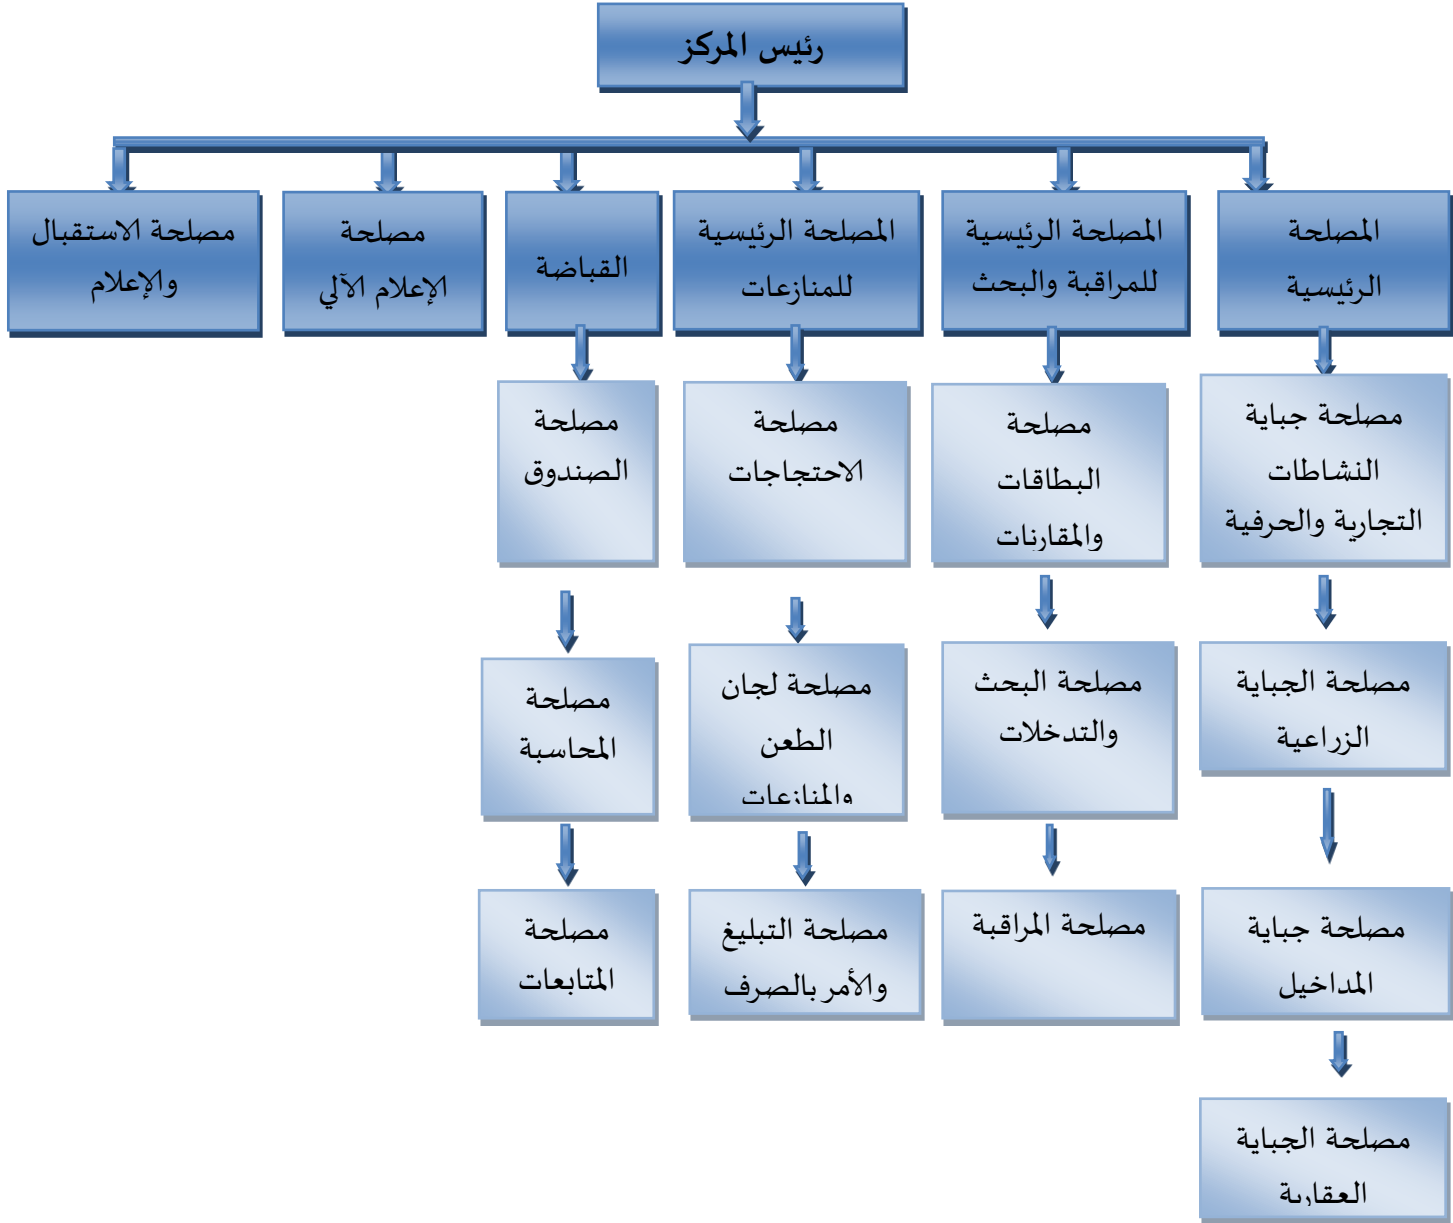 رئيس المركز
المصلحة
الرئيسية
المصلحة الرئيسية
للمراقبة والبحث
المصلحة الرئيسية
للمنازعات
القباضة
مصلحة
الإعلام الآلي
مصلحة الاستقبال
والإعلام
مصلحة جباية
النشاطات
التجارية والحرفية
مصلحة
البطاقات
والمقارنات
مصلحة
الاحتجاجات
مصلحة
الصندوق
مصلحة الجباية
الزراعية
مصلحة البحث
والتدخلات
مصلحة لجان
الطعن
والمنازعات
مصلحة
المحاسبة
مصلحة جباية
المداخيل
مصلحة المراقبة
مصلحة التبليغ
والأمر بالصرف
مصلحة
المتابعات
مصلحة الجباية
العقارية